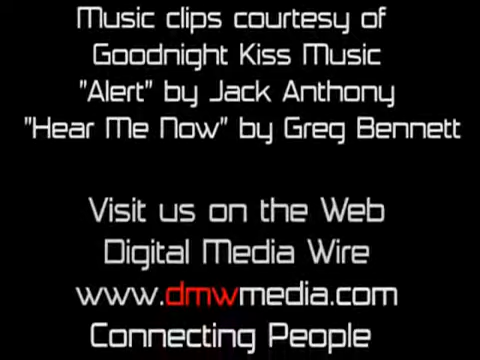 Music clips courtesy of
Goodnight Kiss Music
"Alert" by Jack Anthony
"Hear Me Now" by Greg Bennett
Visit us on the Web
Digital Media Wire
www.dmwmedia.com
Connecting People